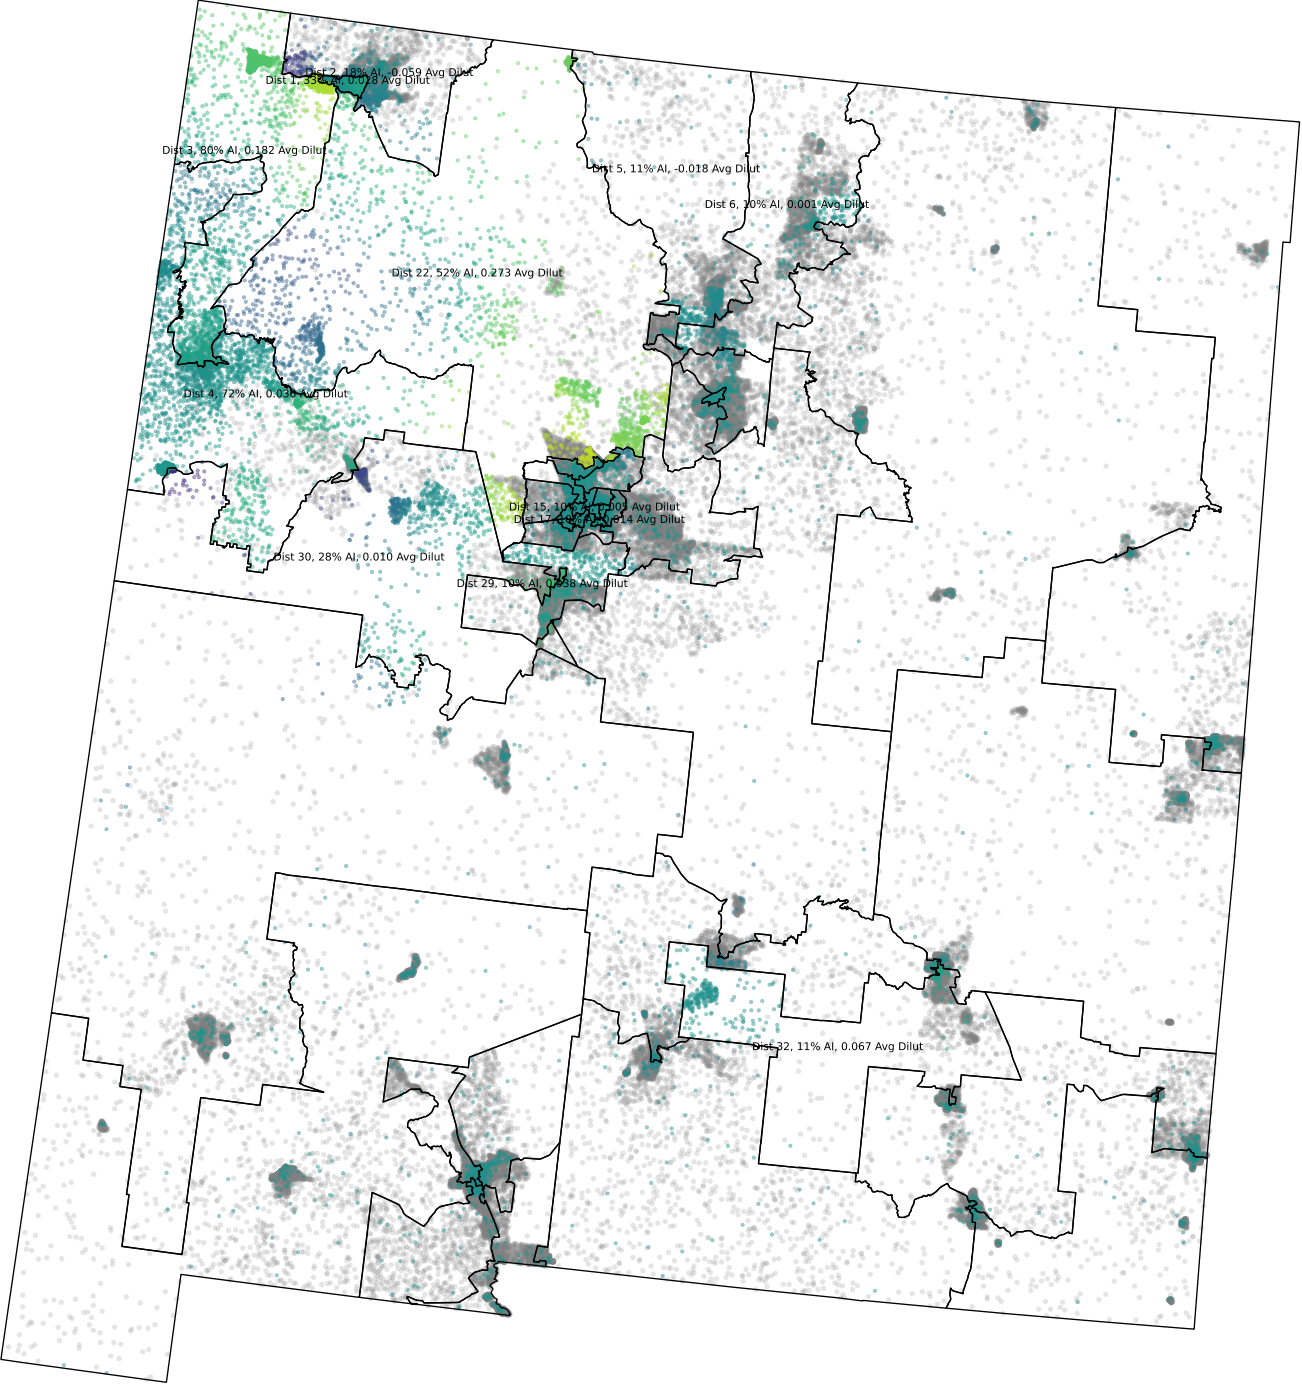 Dist 2, 18% AI, -0.059 Avg Dilut
Dist 1, 33% AI, 0.028 Avg Dilut
Dist 3, 80% AI, 0.182 Avg Dilut
Dist 5, 11% AI, -0.018 Avg Dilut
Dist 6, 10% AI, 0.001 Avg Dilut
Dist 22, 52% AI, 0.273 Avg Dilut
Dist 4, 72% AI, 0.036 Avg Dilut
Dist 15, 10% Avg Dilut
Dist 17, Avg Dilut
Dist 30, 28% AI, 0.010 Avg Dilut
Dist 29, 10% AI, 0.038 Avg Dilut
Dist 32, 11% AI, 0.067 Avg Dilut